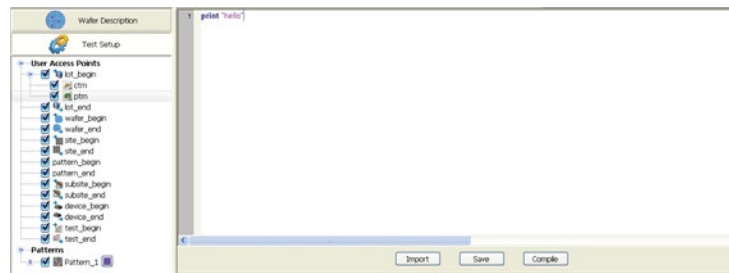 Wafer Description
Test Setup
User Access Points
lot_begin
ctm
ptm
lot_end
wafer_begin
wafer_end
site_begin
site_end
pattern_begin
pattern_end
subsite_begin
subsite_end
device_begin
device_end
test_begin
test_end
Patterns
Pattern_1
1 print "hello"
Import Save Compile